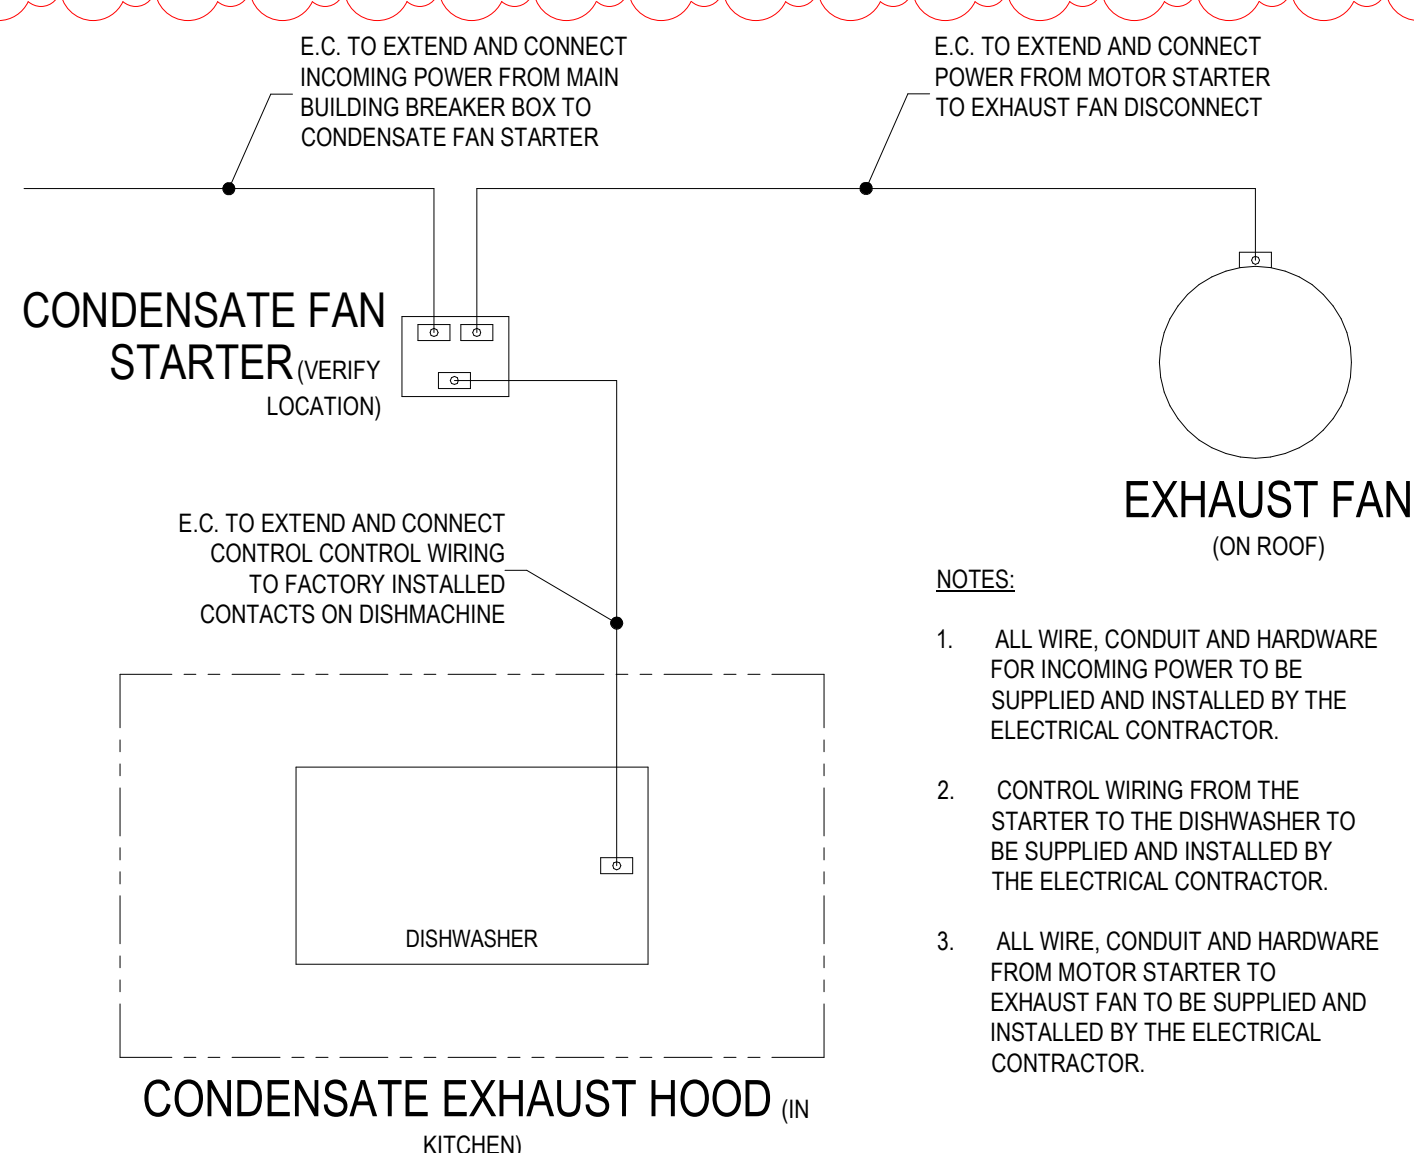 E.C. TO EXTEND AND CONNECT
INCOMING POWER FROM MAIN
BUILDING BREAKER BOX TO
CONDENSATE FAN STARTER
E.C. TO EXTEND AND CONNECT
POWER FROM MOTOR STARTER
TO EXHAUST FAN DISCONNECT
CONDENSATE FAN
STARTER (VERIFY
LOCATION)
EXHAUST FAN
(ON ROOF)
E.C. TO EXTEND AND CONNECT
CONTROL CONTROL WIRING
TO FACTORY INSTALLED
CONTACTS ON DISHMACHINE
DISHWASHER
CONDENSATE EXHAUST HOOD (IN
KITCHEN)
NOTES:
1. ALL WIRE, CONDUIT AND HARDWARE
FOR INCOMING POWER TO BE
SUPPLIED AND INSTALLED BY THE
ELECTRICAL CONTRACTOR.
2. CONTROL WIRING FROM THE
STARTER TO THE DISHWASHER TO
BE SUPPLIED AND INSTALLED BY
THE ELECTRICAL CONTRACTOR.
3. ALL WIRE, CONDUIT AND HARDWARE
FROM MOTOR STARTER TO
EXHAUST FAN TO BE SUPPLIED AND
INSTALLED BY THE ELECTRICAL
CONTRACTOR.